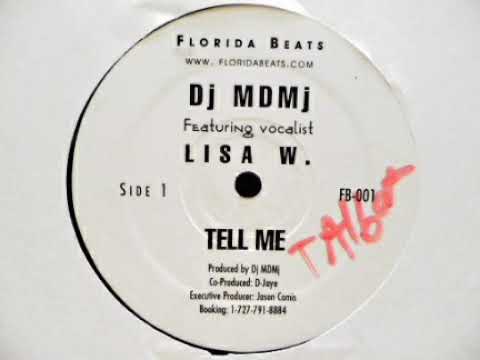 FLORIDA BEATS
WWW. FLORIDABEATS.COM
Dj MDMj
Featuring vocalist
LISA W.
SIDE 1
FB-001
TELL ME
TAlbot
Produced by Dj MDMj
Co-Produced: D-Jaye
Executive Producer: Jason Camis
Booking: 1-727-791-8884